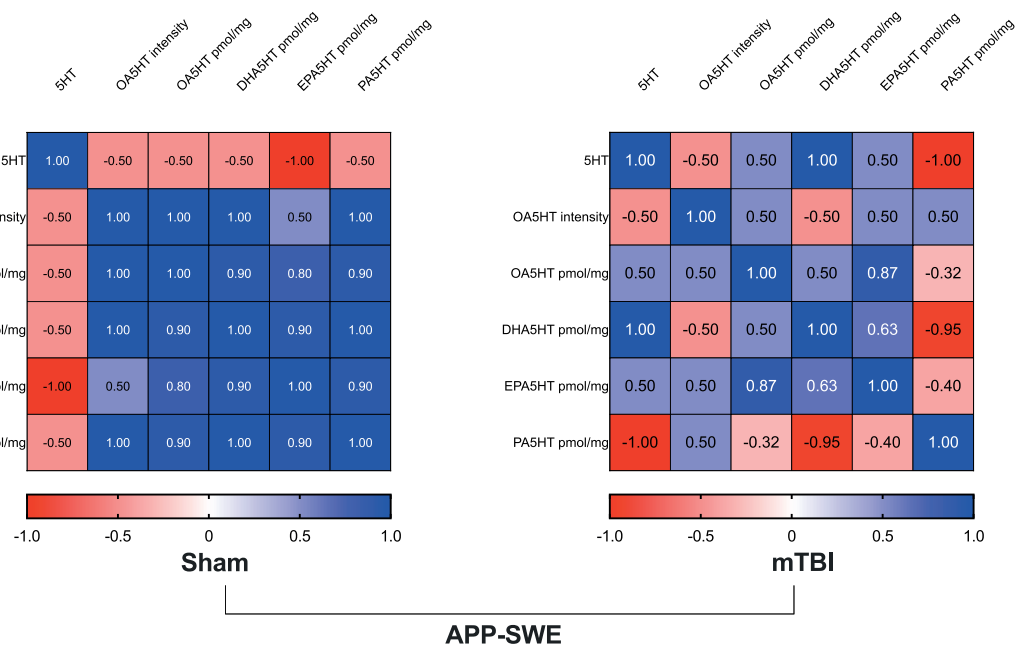 5HT OA5HT intensity OA5HT pmol/mg DHA5HT pmol/mg EPA5HT pmol/mg PA5HT pmol/mg
5HT 1.00 -0.50 -0.50 -0.50 -1.00 -0.50
nsity -0.50 1.00 1.00 1.00 0.50 1.00
ol/mg -0.50 1.00 1.00 0.90 0.80 0.90
ol/mg -0.50 1.00 0.90 1.00 0.90 1.00
ol/mg -1.00 0.50 0.80 0.90 1.00 0.90
ol/mg -0.50 1.00 0.90 1.00 0.90 1.00
-1.0 -0.5 0 0.5 1.0
Sham
5HT OA5HT intensity OA5HT pmol/mg DHA5HT pmol/mg EPA5HT pmol/mg PA5HT pmol/mg
5HT 1.00 -0.50 0.50 1.00 0.50 -1.00
OA5HT intensity -0.50 1.00 0.50 -0.50 0.50 0.50
OA5HT pmol/mg 0.50 0.50 1.00 0.50 0.87 -0.32
DHA5HT pmol/mg 1.00 -0.50 0.50 1.00 0.63 -0.95
EPA5HT pmol/mg 0.50 0.50 0.87 0.63 1.00 -0.40
PA5HT pmol/mg -1.00 0.50 -0.32 -0.95 -0.40 1.00
-1.0 -0.5 0 0.5 1.0
mTBI
APP-SWE